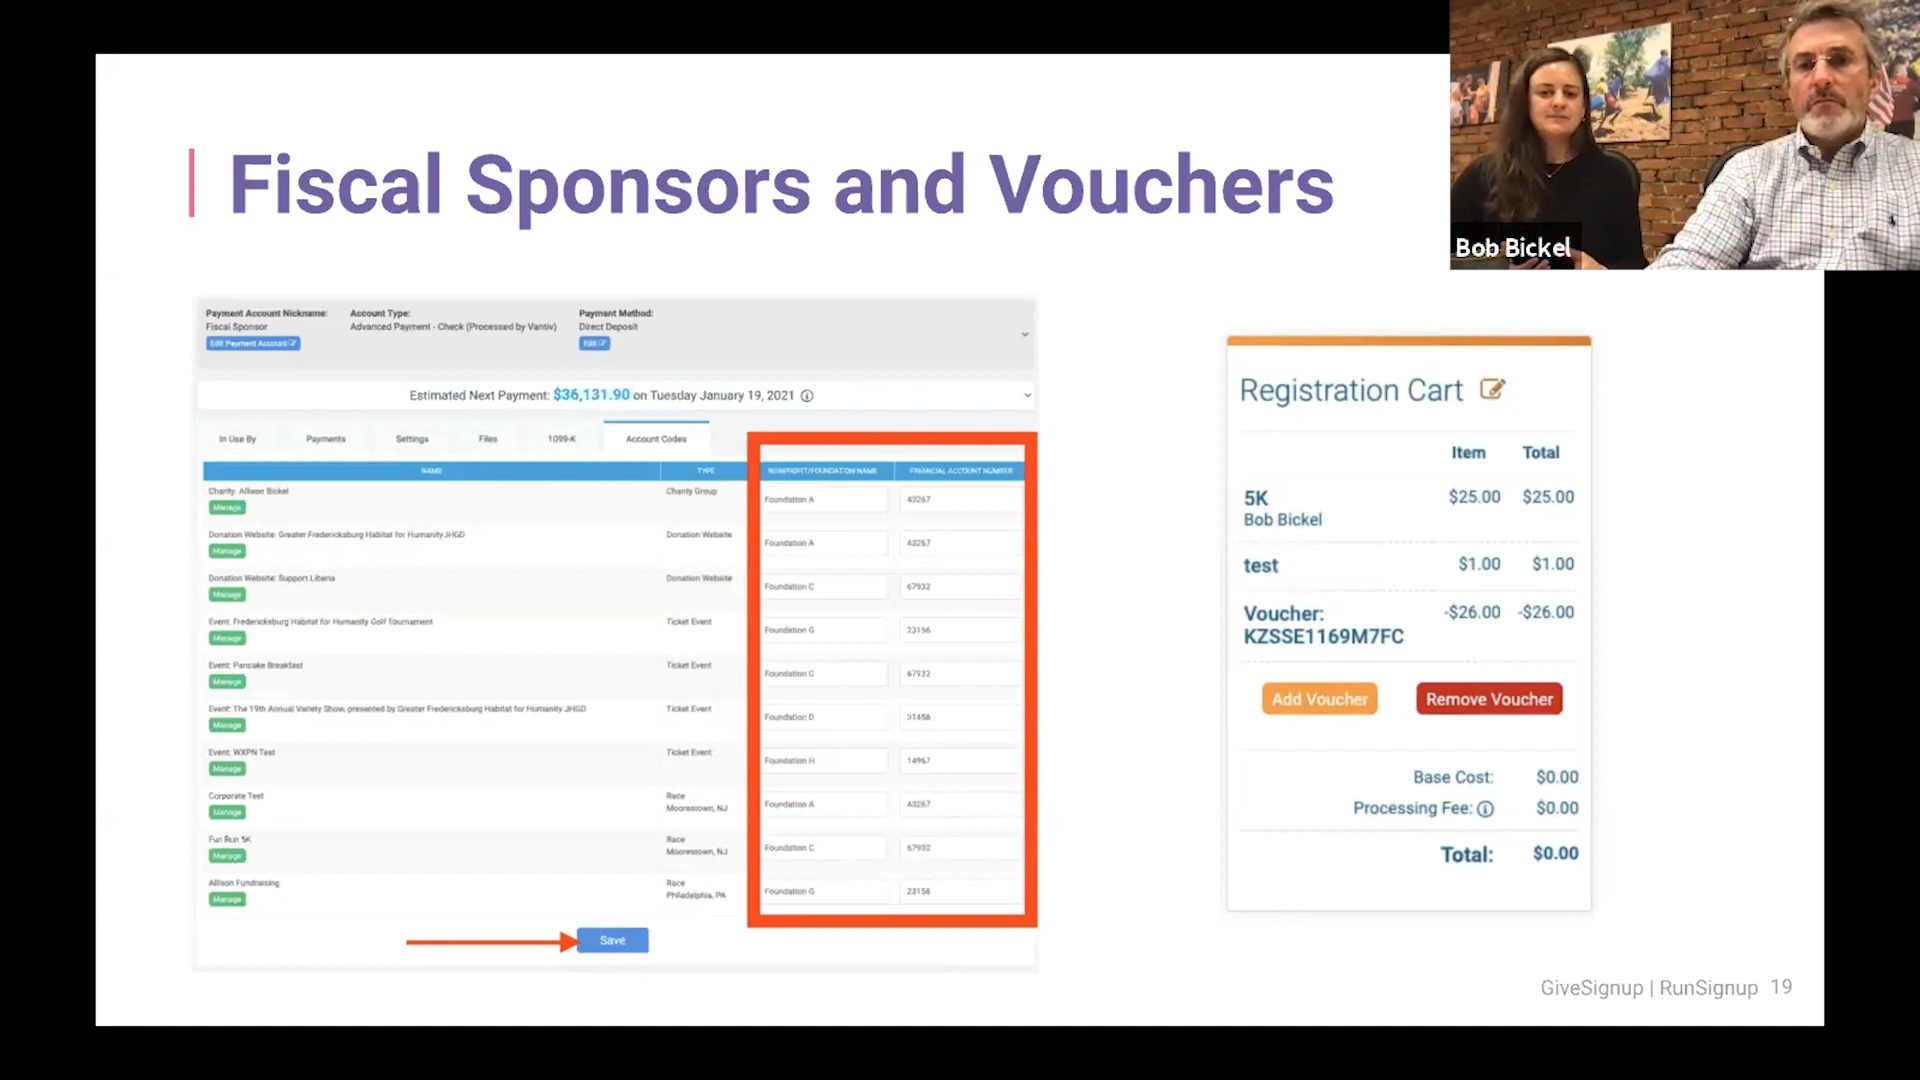 Fiscal Sponsors and Vouchers
Bob Bickel
Payment Account Nickname: Account Type: Payment Method:
Fiscal Sponsor Advanced Payment - Check (Processed by Vantiv) Direct Deposit
Edit Payment Account Edit
Estimated Next Payment: $36,131.90 on Tuesday January 19, 2021
In Use By Payments Settings Files 1099-K Account Codes
NAME TYPE NONPROFIT/FOUNDATION NAME FINANCIAL ACCOUNT NUMBER
Charity: Allison Bickel Charity Group Foundation A 43267
Manage
Donation Website: Greater Fredericksburg Habitat for Humanity JHGD Donation Website Foundation A 43267
Manage
Donation Website: Support Liberia Donation Website Foundation C 67932
Manage
Event: Fredericksburg Habitat for Humanity Golf Tournament Ticket Event Foundation G 23156
Manage
Event: Pancake Breakfast Ticket Event Foundation C 67932
Manage
Event: The 19th Annual Variety Show, presented by Greater Fredericksburg Habitat for Humanity JHGD Ticket Event Foundation D 31458
Manage
Event: WXPN Test Ticket Event Foundation H 14967
Manage
Corporate Test Race Foundation A 43267
Manage Moorestown, NJ
Fun Run 5K Race Foundation C 67932
Manage Moorestown, NJ
Allison Fundraising Race Foundation G 23156
Manage Philadelphia, PA
Save
Registration Cart
Item Total
5K $25.00 $25.00
Bob Bickel
test $1.00 $1.00
Voucher: -$26.00 -$26.00
KZSSE1169M7FC
Add Voucher Remove Voucher
Base Cost: $0.00
Processing Fee: $0.00
Total: $0.00
GiveSignup | RunSignup 19